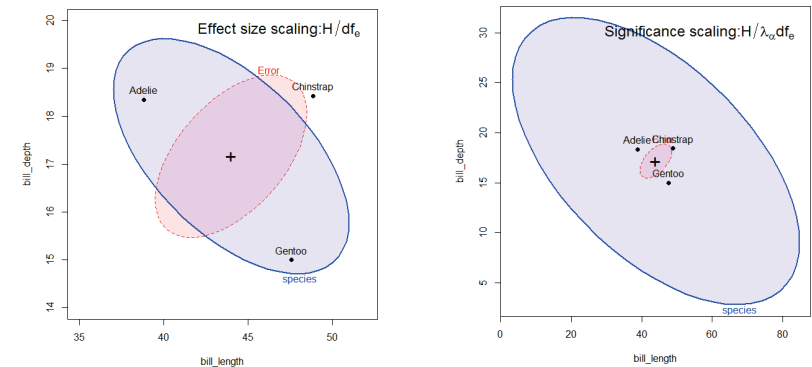 Effect size scaling:H/dfe
20
19
18
17
16
15
14
bill_depth
Error
Adelie
Chinstrap
Gentoo
species
35
40
45
50
bill_length
Significance scaling:H/λαdfe
30
25
20
15
10
5
bill_depth
Adelie
Chinstrap
Gentoo
species
0
20
40
60
80
bill_length